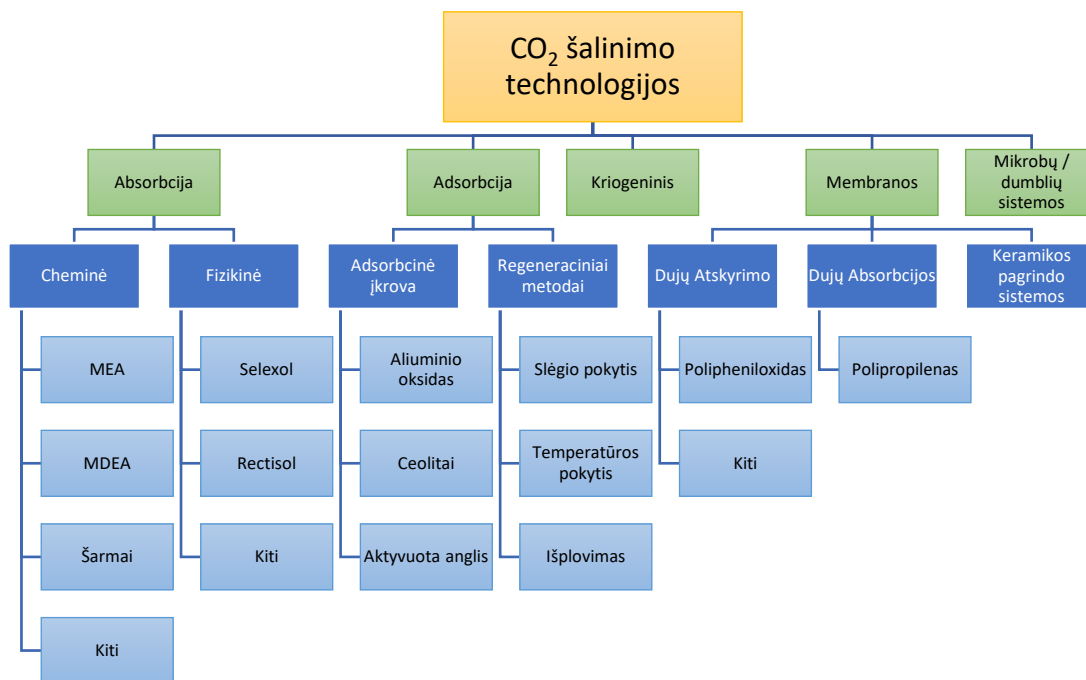 CO₂ šalinimo
technologijos
Absorbcija
Adsorbcija
Kriogeninis
Membranos
Mikrobų /
dumblių
sistemos
Cheminė
Fizikinė
Adsorbcinė
įkrova
Regeneraciniai
metodai
Dujų Atskyrimo
Dujų Absorbcijos
Keramikos
pagrindo
sistemos
MEA
Selexol
Aliuminio
oksidas
Slėgio pokytis
Polipheniloxidas
Polipropilenas
MDEA
Rectisol
Ceolitai
Temperatūros
pokytis
Kiti
Šarmai
Kiti
Aktyvuota anglis
Išplovimas
Kiti